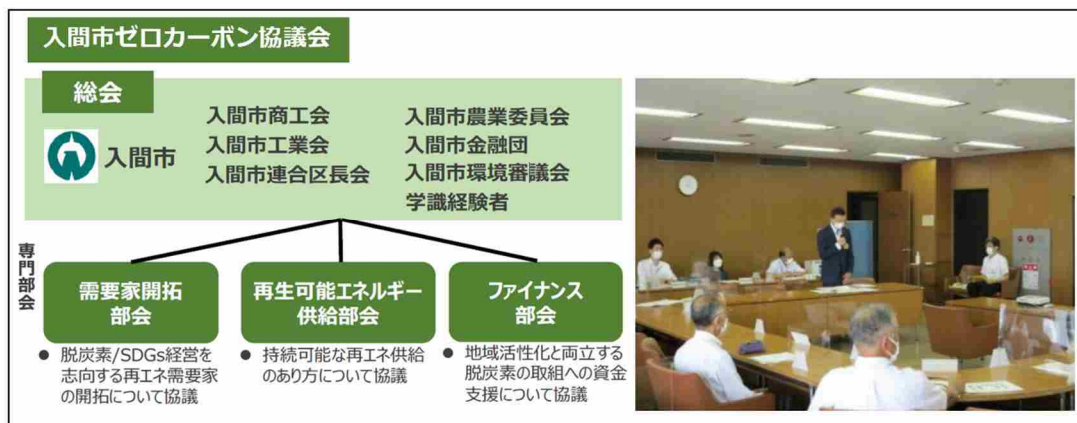 入間市ゼロカーボン協議会
総会
入間市
入間市商工会
入間市工業会
入間市連合区長会
入間市農業委員会
入間市金融団
入間市環境審議会
学識経験者
専門部会
需要家開拓
部会
● 脱炭素/SDGs経営を
志向する再エネ需要家
の開拓について協議
再生可能エネルギー
供給部会
● 持続可能な再エネ供給
のあり方について協議
ファイナンス
部会
● 地域活性化と両立する
脱炭素の取組への資金
支援について協議